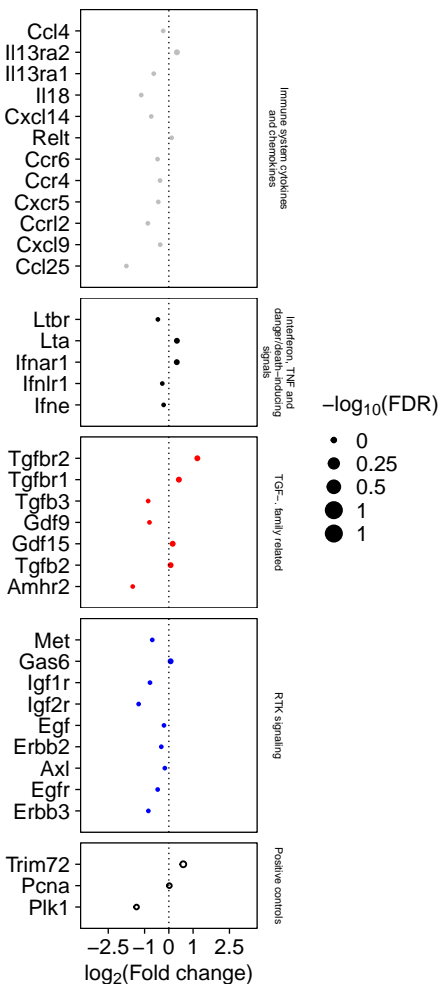 Ccl4
Il13ra2
Il13ra1
Il18
Cxcl14
Relt
Ccr6
Ccr4
Cxcr5
Ccrl2
Cxcl9
Ccl25
Immune system cytokines
and chemokines
Ltbr
Lta
Ifnar1
Ifnlr1
Ifne
Interferon, TNF and
danger/death−inducing
signals
Tgfbr2
Tgfbr1
Tgfb3
Gdf9
Gdf15
Tgfb2
Amhr2
TGF−. family related
Met
Gas6
Igf1r
Igf2r
Egf
Erbb2
Axl
Egfr
Erbb3
RTK signaling
Trim72
Pcna
Plk1
Positive controls
−2.5 −1 0 1 2.5
log₂(Fold change)
−log₁₀(FDR)
0
0.25
0.5
1
1